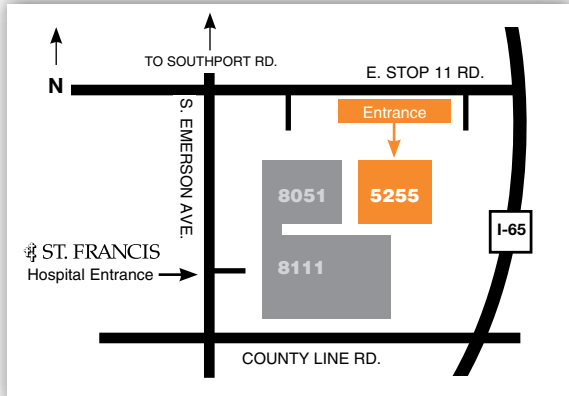 TO SOUTHPORT RD.
E. STOP 11 RD.
N
S. EMERSON AVE.
Entrance
8051
5255
I-65
ST. FRANCIS
Hospital Entrance
8111
COUNTY LINE RD.